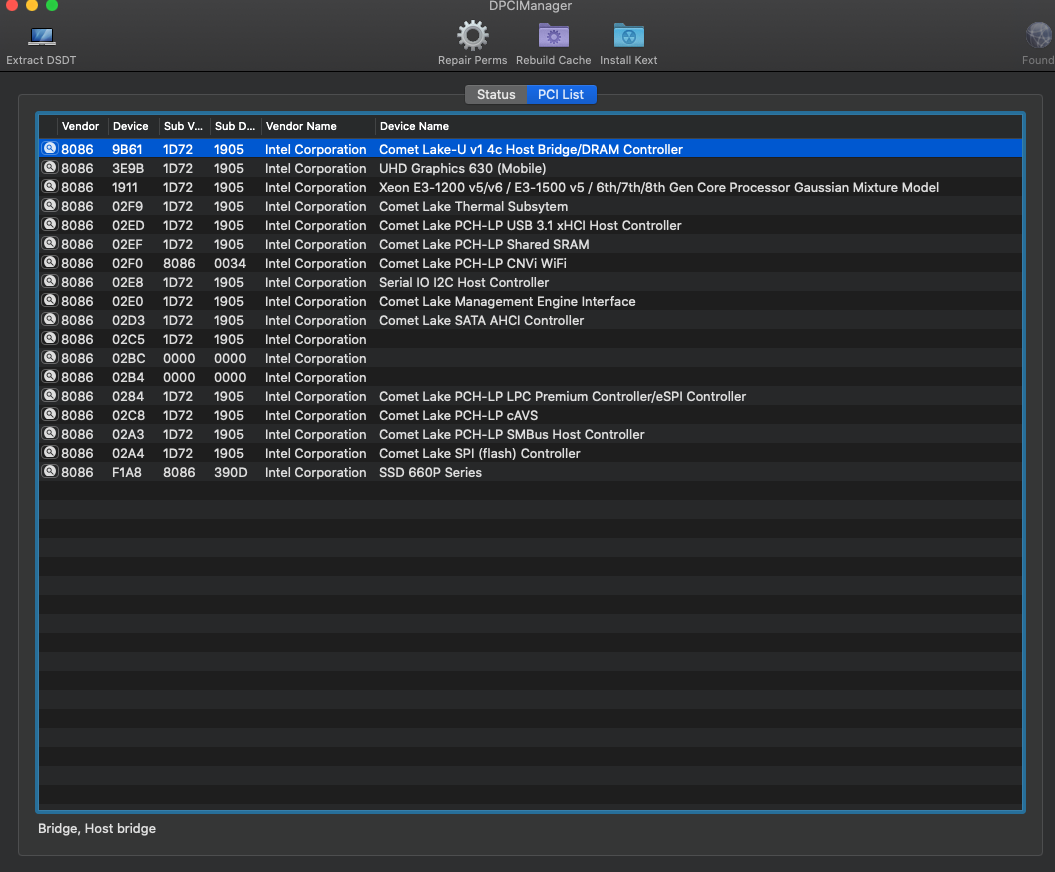 DPCIManager
Extract DSDT
Repair Perms Rebuild Cache Install Kext
Found
Status PCI List
Vendor Device Sub V... Sub D... Vendor Name Device Name
8086 9B61 1D72 1905 Intel Corporation Comet Lake-U v1 4c Host Bridge/DRAM Controller
8086 3E9B 1D72 1905 Intel Corporation UHD Graphics 630 (Mobile)
8086 1911 1D72 1905 Intel Corporation Xeon E3-1200 v5/v6 / E3-1500 v5 / 6th/7th/8th Gen Core Processor Gaussian Mixture Model
8086 02F9 1D72 1905 Intel Corporation Comet Lake Thermal Subsytem
8086 02ED 1D72 1905 Intel Corporation Comet Lake PCH-LP USB 3.1 xHCI Host Controller
8086 02EF 1D72 1905 Intel Corporation Comet Lake PCH-LP Shared SRAM
8086 02F0 8086 0034 Intel Corporation Comet Lake PCH-LP CNVi WiFi
8086 02E8 1D72 1905 Intel Corporation Serial IO I2C Host Controller
8086 02E0 1D72 1905 Intel Corporation Comet Lake Management Engine Interface
8086 02D3 1D72 1905 Intel Corporation Comet Lake SATA AHCI Controller
8086 02C5 1D72 1905 Intel Corporation
8086 02BC 0000 0000 Intel Corporation
8086 02B4 0000 0000 Intel Corporation
8086 0284 1D72 1905 Intel Corporation Comet Lake PCH-LP LPC Premium Controller/eSPI Controller
8086 02C8 1D72 1905 Intel Corporation Comet Lake PCH-LP cAVS
8086 02A3 1D72 1905 Intel Corporation Comet Lake PCH-LP SMBus Host Controller
8086 02A4 1D72 1905 Intel Corporation Comet Lake SPI (flash) Controller
8086 F1A8 8086 390D Intel Corporation SSD 660P Series
Bridge, Host bridge